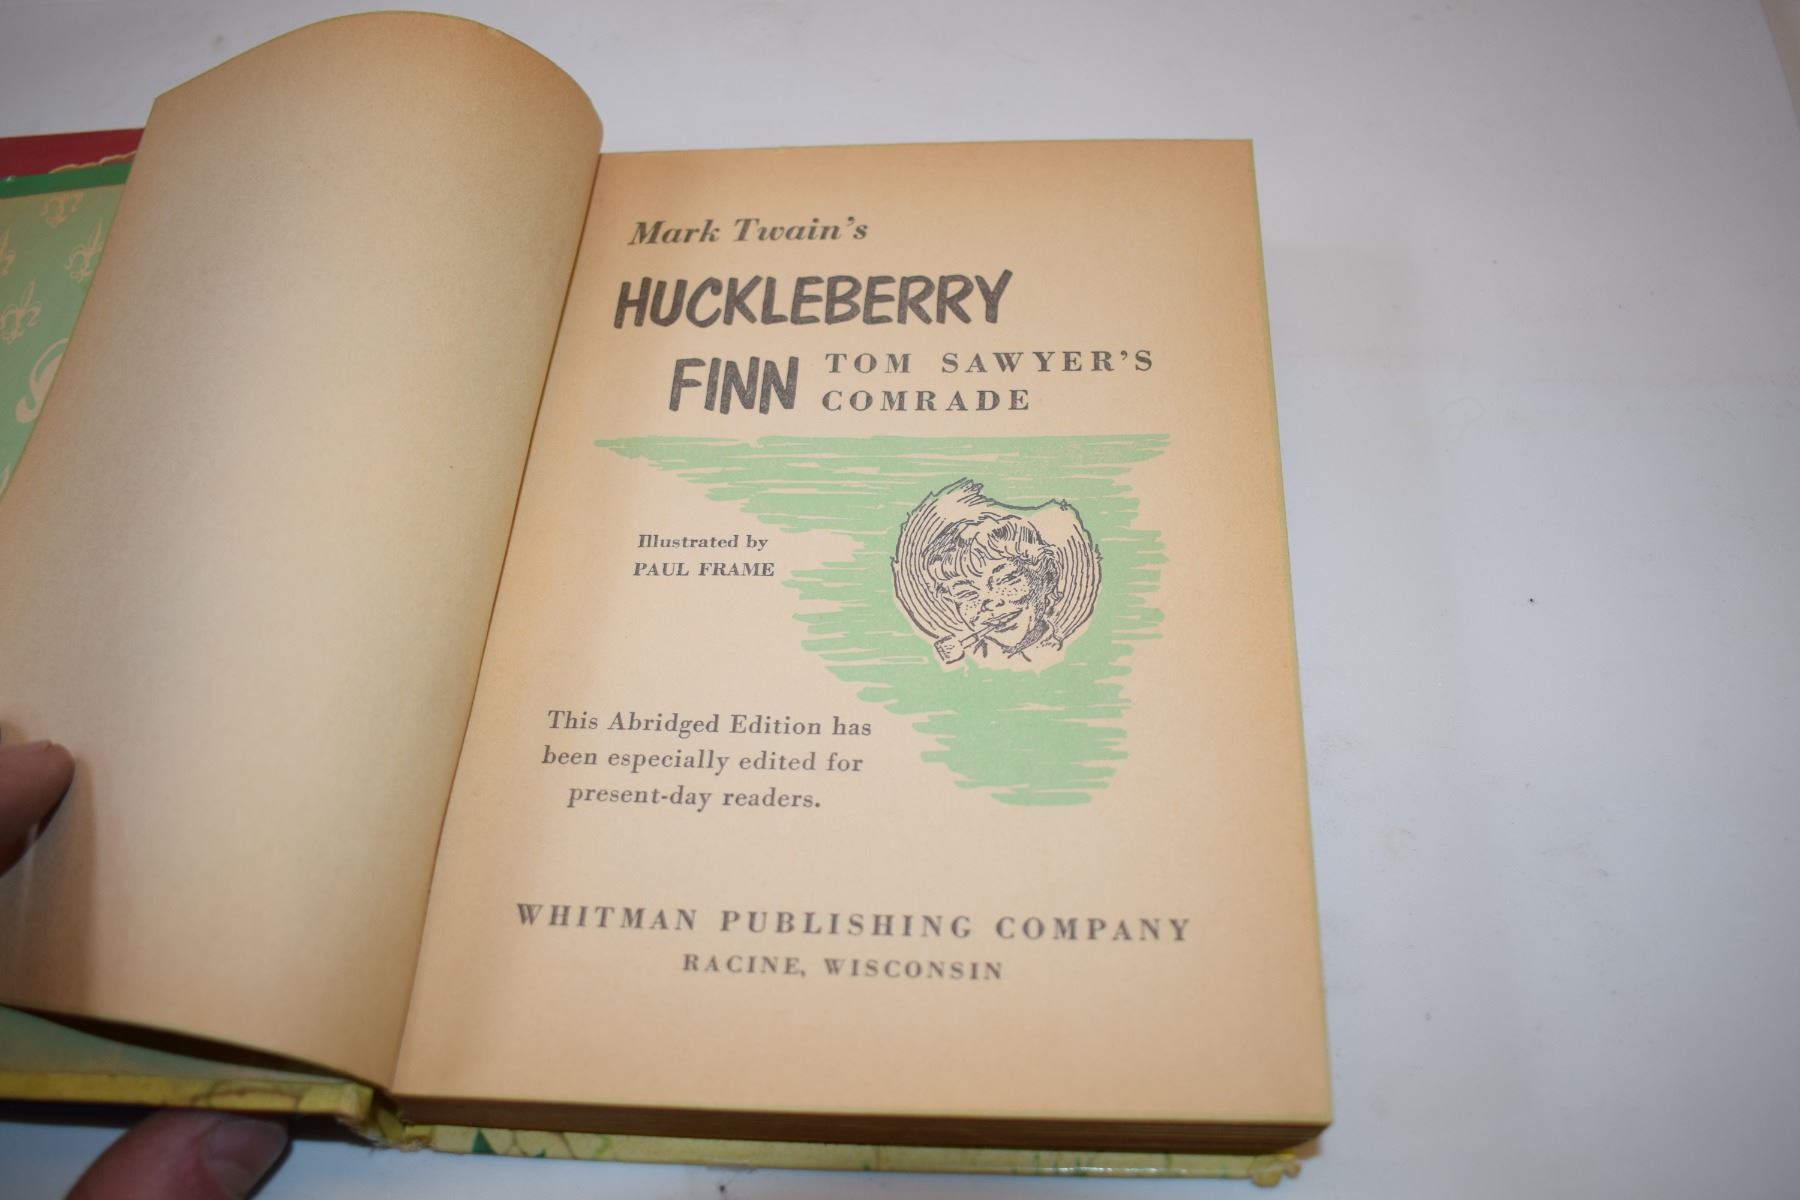 Mark Twain's
HUCKLEBERRY
FINN TOM SAWYER'S
COMRADE
Illustrated by
PAUL FRAME
This Abridged Edition has
been especially edited for
present-day readers.
WHITMAN PUBLISHING COMPANY
RACINE, WISCONSIN